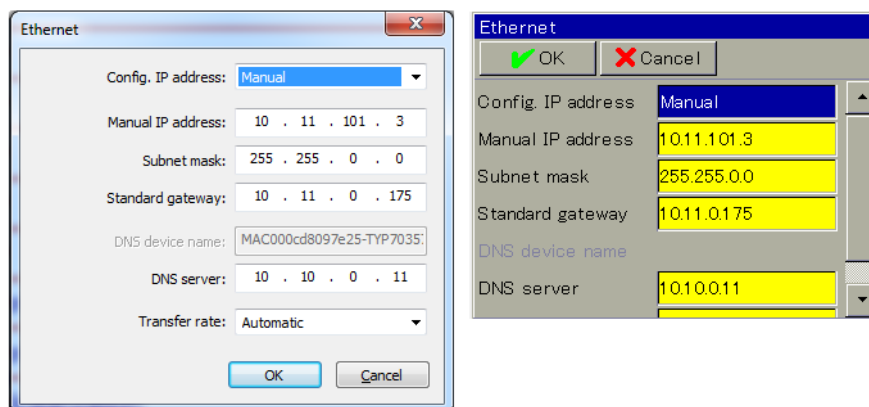 Ethernet
Config. IP address: Manual
Manual IP address: 10 . 11 . 101 . 3
Subnet mask: 255 . 255 . 0 . 0
Standard gateway: 10 . 11 . 0 . 175
DNS device name: MAC000cd8097e25-TYP7035
DNS server: 10 . 10 . 0 . 11
Transfer rate: Automatic
OK Cancel
Ethernet
OK Cancel
Config. IP address Manual
Manual IP address 10.11.101.3
Subnet mask 255.255.0.0
Standard gateway 10.11.0.175
DNS device name
DNS server 10.10.0.11